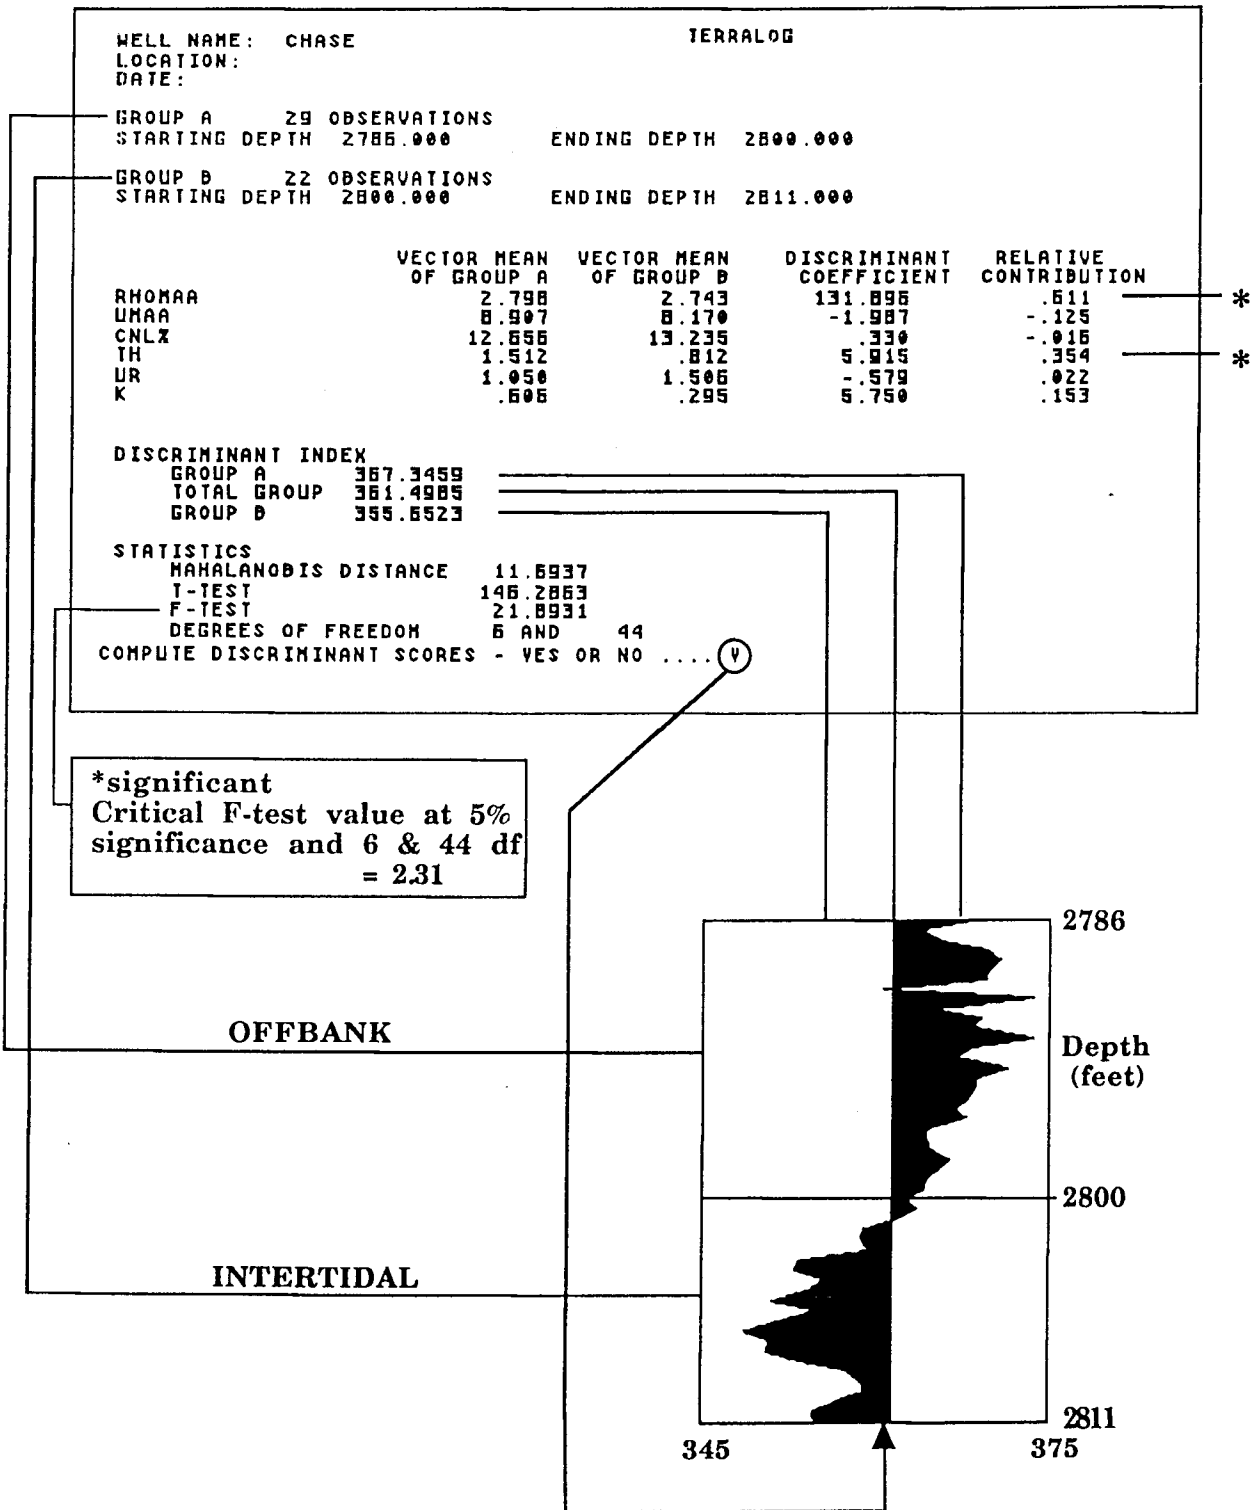 WELL NAME: CHASE TERRALOG
LOCATION:
DATE:
GROUP A 29 OBSERVATIONS
STARTING DEPTH 2786.000 ENDING DEPTH 2800.000
GROUP B 22 OBSERVATIONS
STARTING DEPTH 2800.000 ENDING DEPTH 2811.000
VECTOR MEAN VECTOR MEAN DISCRIMINANT RELATIVE
OF GROUP A OF GROUP B COEFFICIENT CONTRIBUTION
RHOMAA 2.798 2.743 131.896 .611 *
UMAA 8.907 8.170 -1.987 -.125
CNL% 12.656 13.235 .330 -.016
TH 1.512 .812 5.915 .354 *
UR 1.050 1.506 -.579 .022
K .606 .295 5.750 .153
DISCRIMINANT INDEX
GROUP A 367.3459
TOTAL GROUP 361.4985
GROUP B 355.6523
STATISTICS
MAHALANOBIS DISTANCE 11.6937
T-TEST 146.2863
F-TEST 21.8931
DEGREES OF FREEDOM 6 AND 44
COMPUTE DISCRIMINANT SCORES - YES OR NO .... Y
*significant
Critical F-test value at 5%
significance and 6 & 44 df
= 2.31
2786
OFFBANK
Depth
(feet)
2800
INTERTIDAL
2811
345 375